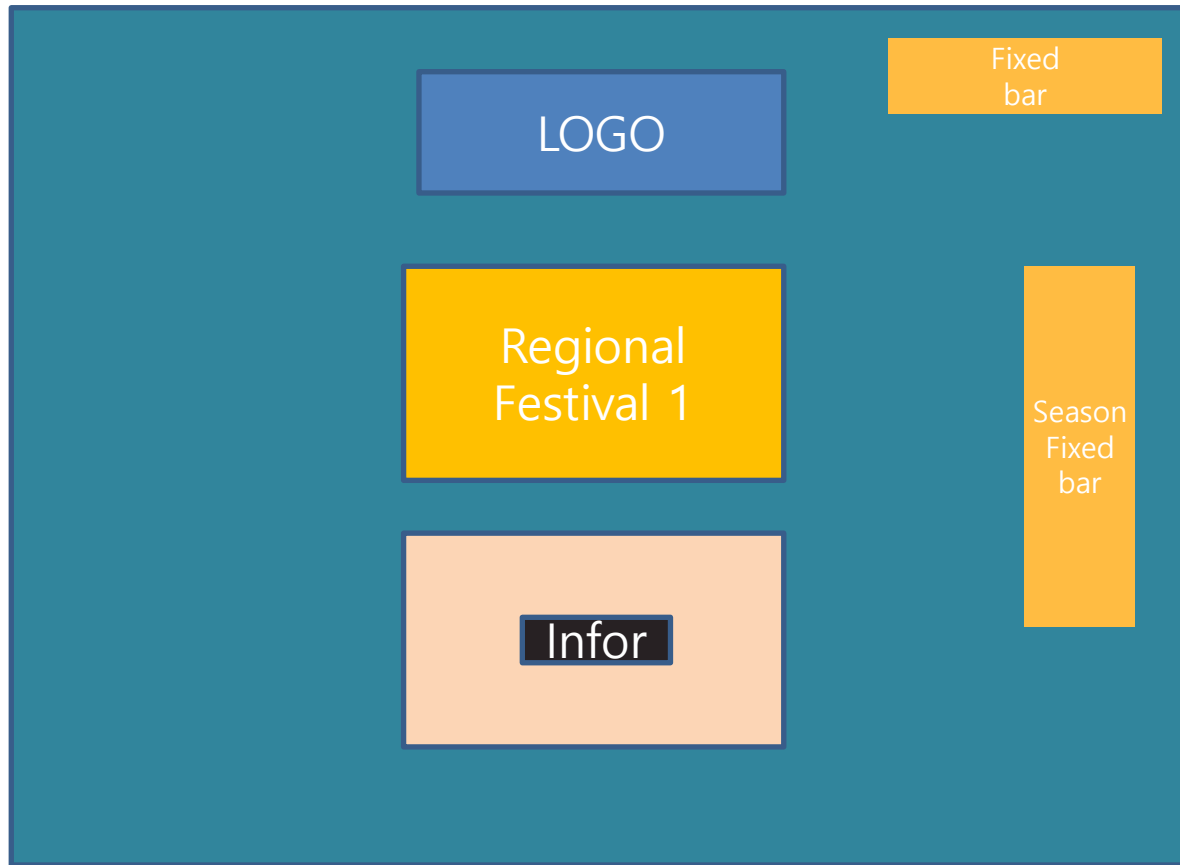 Fixed
bar
LOGO
Regional
Festival 1
Season
Fixed
bar
Infor